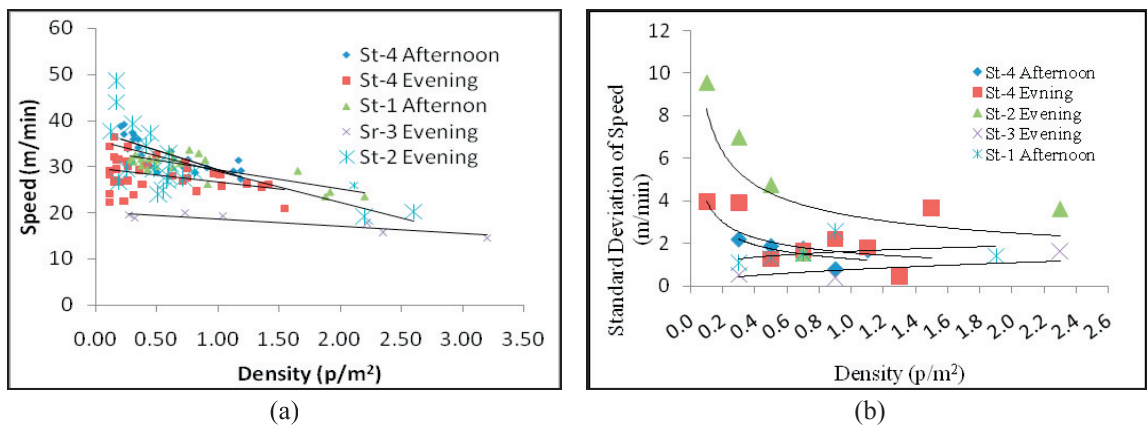 60
50
40
30
20
10
0
Speed (m/min)
St-4 Afternoon
St-4 Evening
St-1 Afternon
Sr-3 Evening
St-2 Evening
0.00 0.50 1.00 1.50 2.00 2.50 3.00 3.50
Density (p/m²)
(a)
12
10
8
6
4
2
0
Standard Deviation of Speed
(m/min)
St-4 Afternoon
St-4 Evning
St-2 Evening
St-3 Evening
St-1 Afternoon
0.0 0.2 0.4 0.6 0.8 1.0 1.2 1.4 1.6 1.8 2.0 2.2 2.4 2.6
Density (p/m²)
(b)